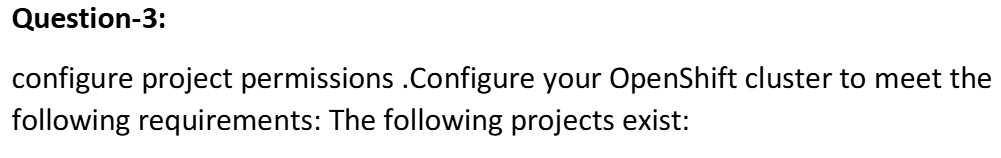 Question-3:
configure project permissions .Configure your OpenShift cluster to meet the
following requirements: The following projects exist: